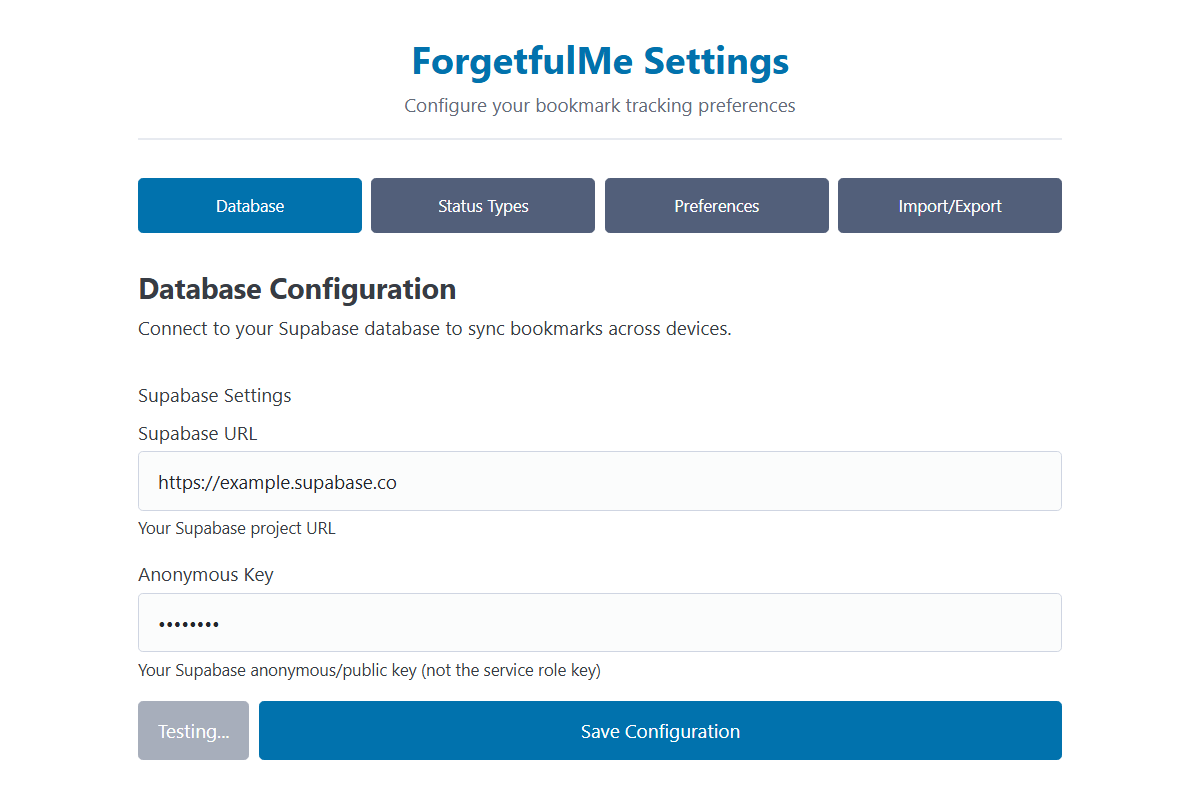 ForgetfulMe Settings
Configure your bookmark tracking preferences
Database Status Types Preferences Import/Export
Database Configuration
Connect to your Supabase database to sync bookmarks across devices.
Supabase Settings
Supabase URL
https://example.supabase.co
Your Supabase project URL
Anonymous Key
••••••••
Your Supabase anonymous/public key (not the service role key)
Testing... Save Configuration